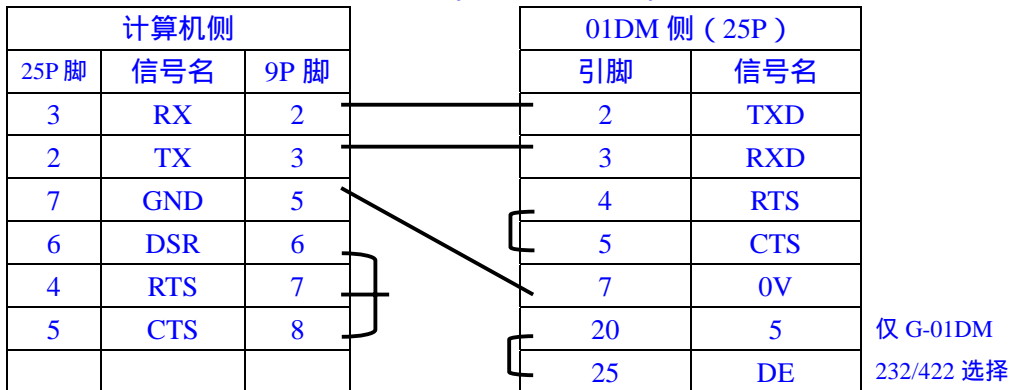 计算机侧 01DM 侧（25P）
25P 脚 信号名 9P 脚 引脚 信号名
3 RX 2 2 TXD
2 TX 3 3 RXD
7 GND 5 4 RTS
6 DSR 6 5 CTS
4 RTS 7 7 0V
5 CTS 8 20 5 仅 G-01DM
25 DE 232/422 选择